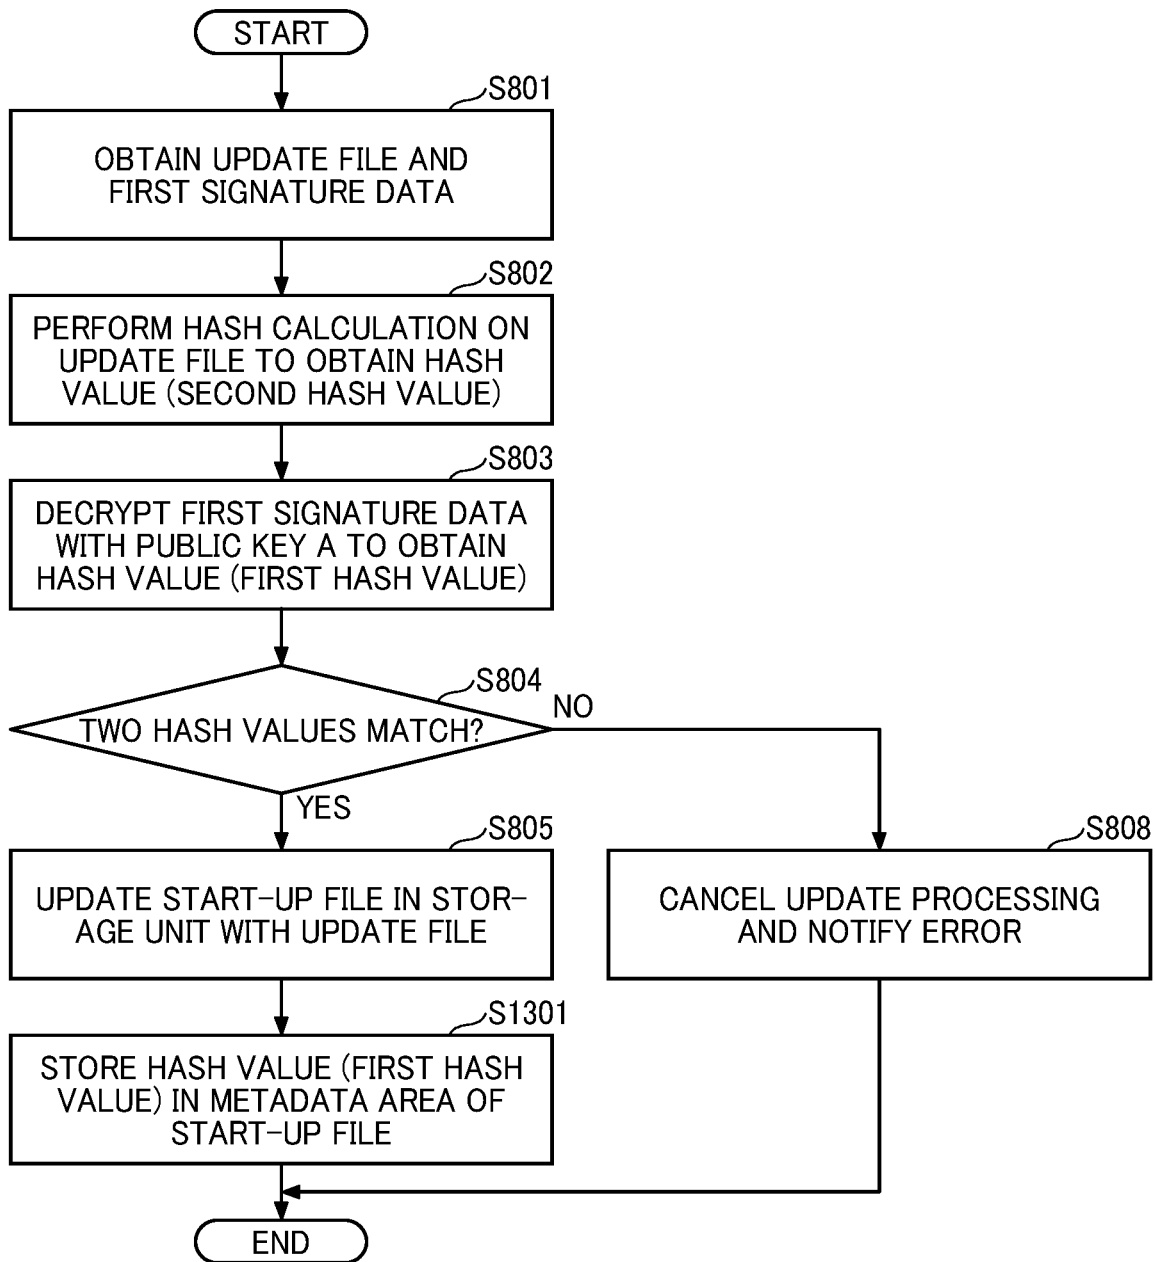 START
S801
OBTAIN UPDATE FILE AND
FIRST SIGNATURE DATA
S802
PERFORM HASH CALCULATION ON
UPDATE FILE TO OBTAIN HASH
VALUE (SECOND HASH VALUE)
S803
DECRYPT FIRST SIGNATURE DATA
WITH PUBLIC KEY A TO OBTAIN
HASH VALUE (FIRST HASH VALUE)
S804
TWO HASH VALUES MATCH?
NO
YES
S805
UPDATE START-UP FILE IN STOR-
AGE UNIT WITH UPDATE FILE
S808
CANCEL UPDATE PROCESSING
AND NOTIFY ERROR
S1301
STORE HASH VALUE (FIRST HASH
VALUE) IN METADATA AREA OF
START-UP FILE
END